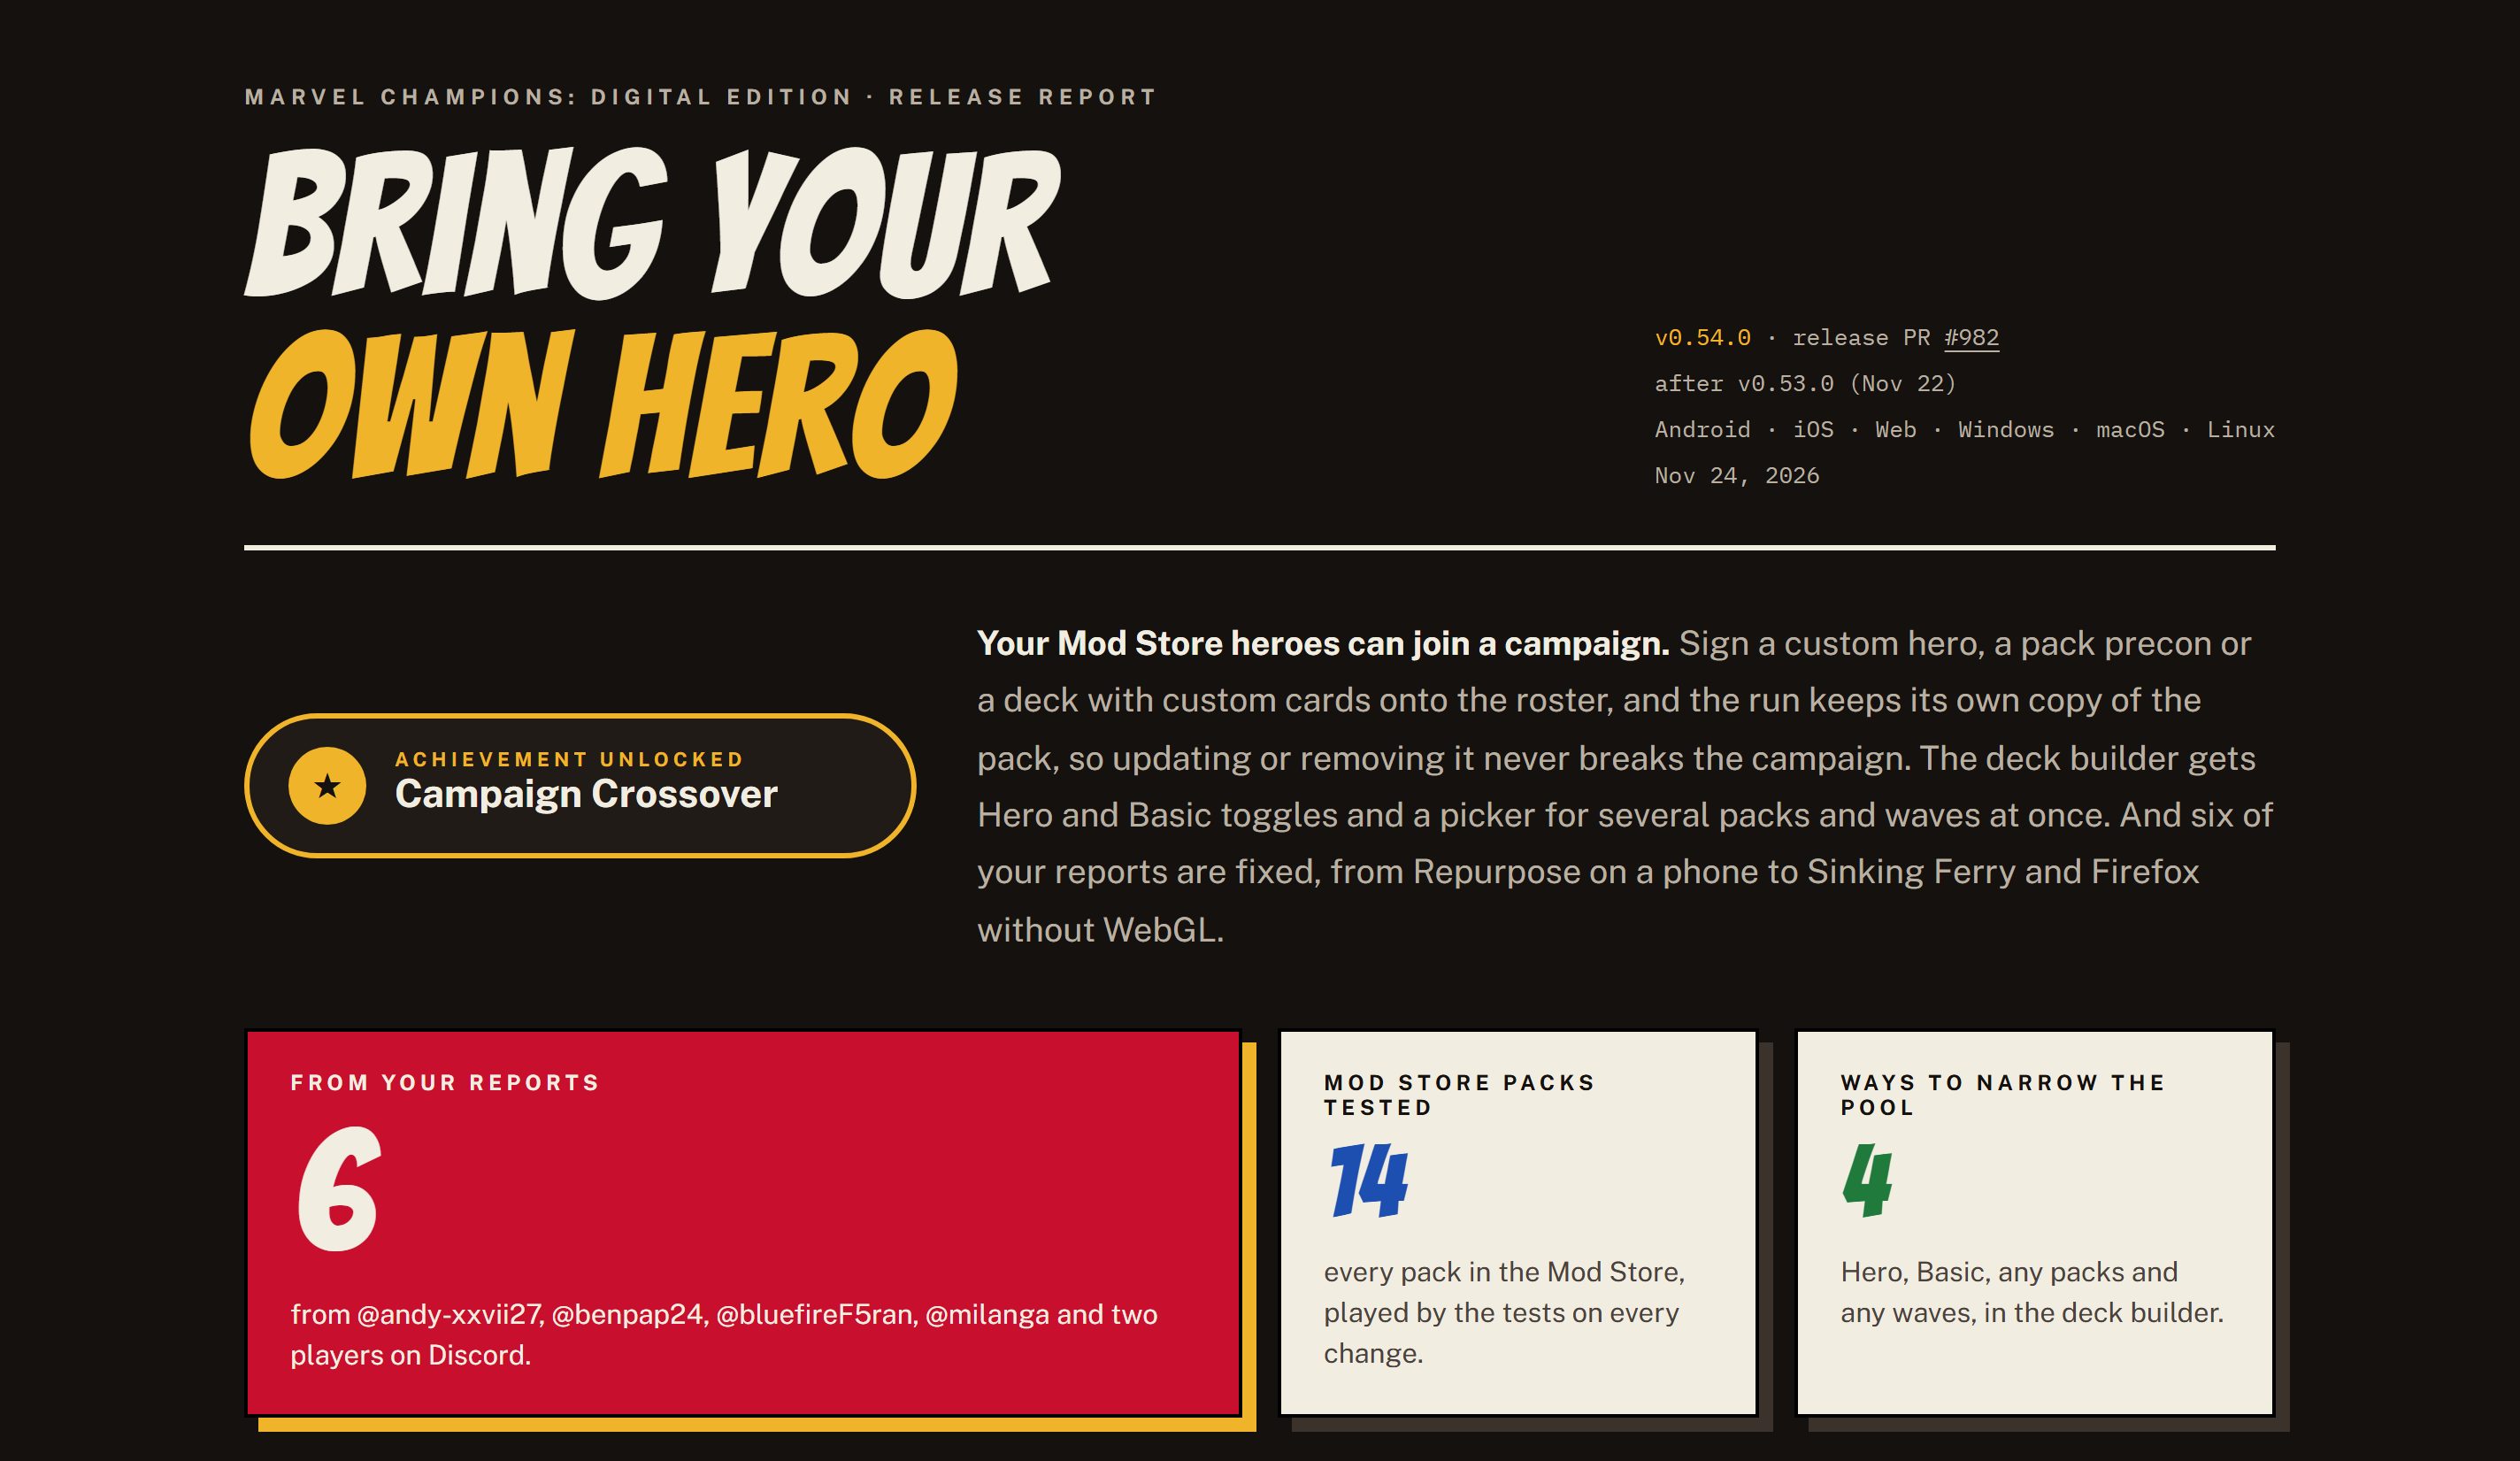 MARVEL CHAMPIONS: DIGITAL EDITION · RELEASE REPORT
BRING YOUR
OWN HERO
v0.54.0 · release PR #982
after v0.53.0 (Nov 22)
Android · iOS · Web · Windows · macOS · Linux
Nov 24, 2026
ACHIEVEMENT UNLOCKED
Campaign Crossover
Your Mod Store heroes can join a campaign. Sign a custom hero, a pack precon or
a deck with custom cards onto the roster, and the run keeps its own copy of the
pack, so updating or removing it never breaks the campaign. The deck builder gets
Hero and Basic toggles and a picker for several packs and waves at once. And six of
your reports are fixed, from Repurpose on a phone to Sinking Ferry and Firefox
without WebGL.
FROM YOUR REPORTS
6
from @andy-xxvii27, @benpap24, @bluefireF5ran, @milanga and two
players on Discord.
MOD STORE PACKS
TESTED
14
every pack in the Mod Store,
played by the tests on every
change.
WAYS TO NARROW THE
POOL
4
Hero, Basic, any packs and
any waves, in the deck builder.